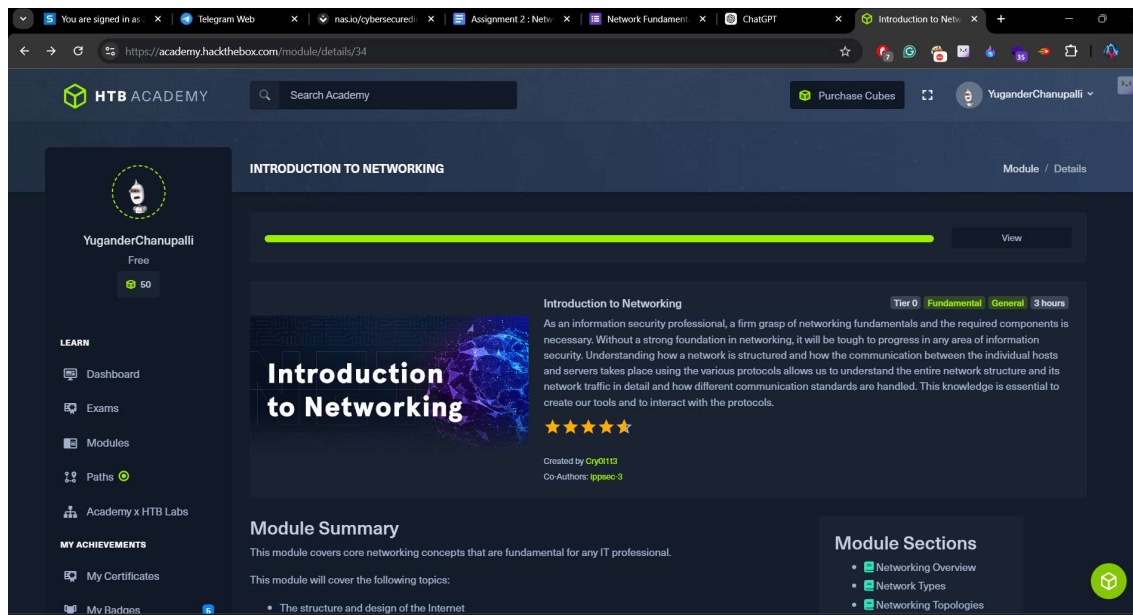 You are signed in as
Telegram Web
nas.io/cybersecuredi
Assignment 2 : Netw
Network Fundament
ChatGPT
Introduction to Netw
https://academy.hackthebox.com/module/details/34
7
35
HTB ACADEMY
Search Academy
Purchase Cubes
YuganderChanupalli
INTRODUCTION TO NETWORKING
Module / Details
YuganderChanupalli
Free
50
View
Introduction to Networking
Introduction to Networking
Tier 0 Fundamental General 3 hours
As an information security professional, a firm grasp of networking fundamentals and the required components is
necessary. Without a strong foundation in networking, it will be tough to progress in any area of information
security. Understanding how a network is structured and how the communication between the individual hosts
and servers takes place using the various protocols allows us to understand the entire network structure and its
network traffic in detail and how different communication standards are handled. This knowledge is essential to
create our tools and to interact with the protocols.
Created by Cry0l1t3
Co-Authors: ippsec-3
LEARN
Dashboard
Exams
Modules
Paths
Academy x HTB Labs
MY ACHIEVEMENTS
My Certificates
My Badges
6
Module Summary
This module covers core networking concepts that are fundamental for any IT professional.
This module will cover the following topics:
• The structure and design of the Internet
Module Sections
• Networking Overview
• Network Types
• Networking Topologies